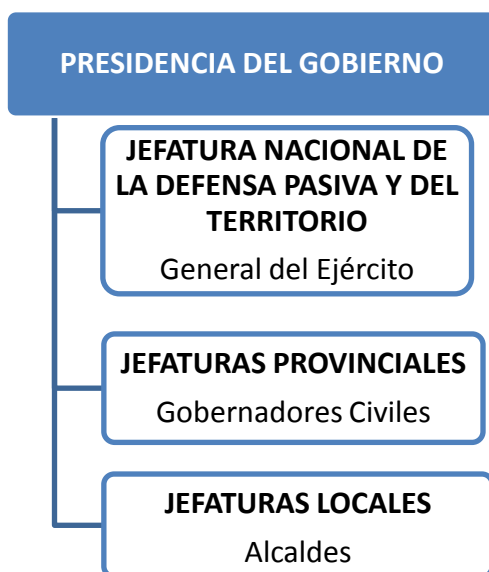 PRESIDENCIA DEL GOBIERNO
JEFATURA NACIONAL DE
LA DEFENSA PASIVA Y DEL
TERRITORIO
General del Ejército
JEFATURAS PROVINCIALES
Gobernadores Civiles
JEFATURAS LOCALES
Alcaldes